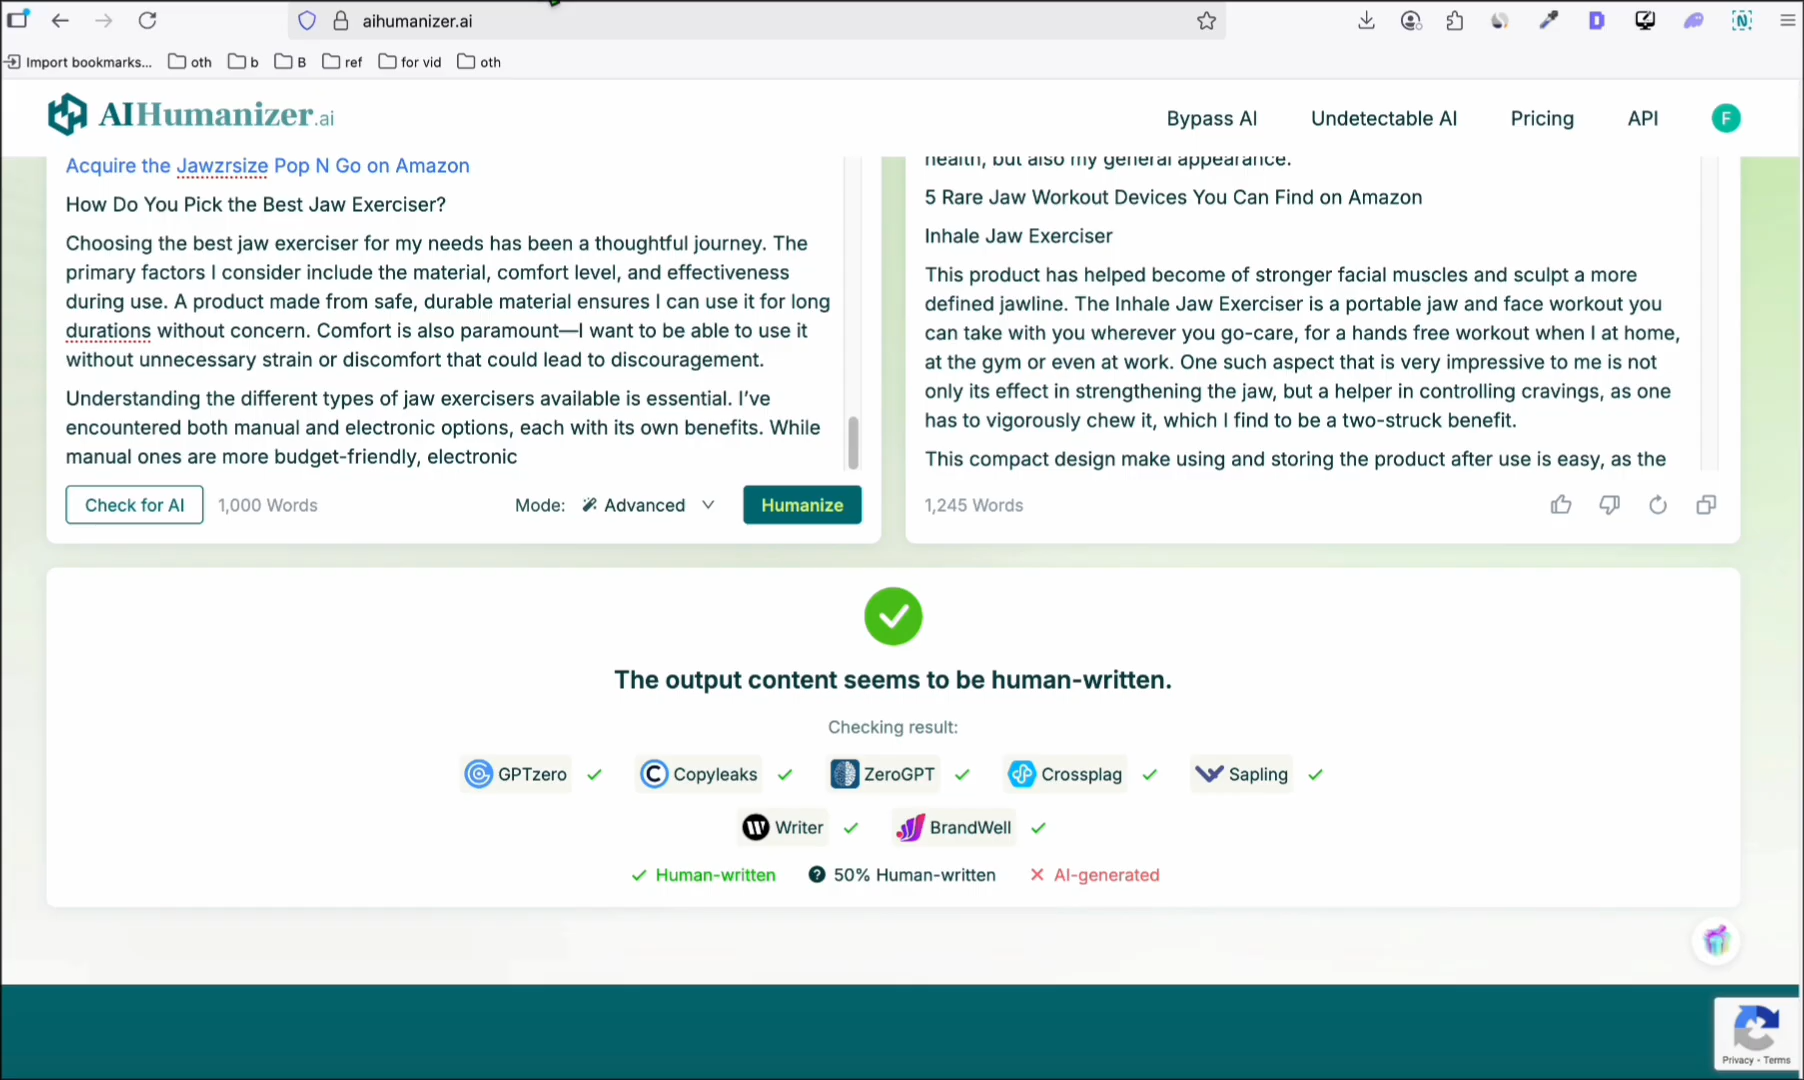 aihumanizer.ai
Import bookmarks...
oth
b
B
ref
for vid
oth
AIHumanizer.ai
Bypass AI
Undetectable AI
Pricing
API
F
Acquire the Jawzrsize Pop N Go on Amazon
How Do You Pick the Best Jaw Exerciser?
Choosing the best jaw exerciser for my needs has been a thoughtful journey. The
primary factors I consider include the material, comfort level, and effectiveness
during use. A product made from safe, durable material ensures I can use it for long
durations without concern. Comfort is also paramount—I want to be able to use it
without unnecessary strain or discomfort that could lead to discouragement.
Understanding the different types of jaw exercisers available is essential. I've
encountered both manual and electronic options, each with its own benefits. While
manual ones are more budget-friendly, electronic
Check for AI
1,000 Words
Mode:
Advanced
Humanize
health, but also my general appearance.
5 Rare Jaw Workout Devices You Can Find on Amazon
Inhale Jaw Exerciser
This product has helped become of stronger facial muscles and sculpt a more
defined jawline. The Inhale Jaw Exerciser is a portable jaw and face workout you
can take with you wherever you go-care, for a hands free workout when I at home,
at the gym or even at work. One such aspect that is very impressive to me is not
only its effect in strengthening the jaw, but a helper in controlling cravings, as one
has to vigorously chew it, which I find to be a two-struck benefit.
This compact design make using and storing the product after use is easy, as the
1,245 Words
The output content seems to be human-written.
Checking result:
GPTzero
Copyleaks
ZeroGPT
Crossplag
Sapling
Writer
BrandWell
Human-written
50% Human-written
AI-generated
Privacy - Terms